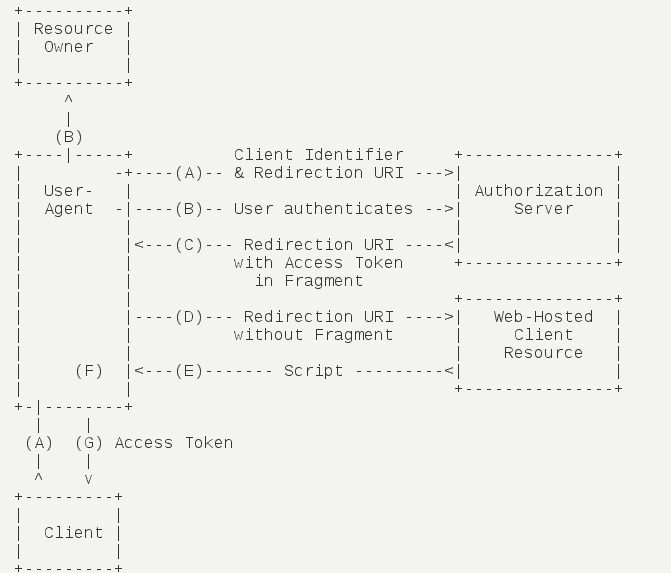 +----------+
| Resource |
|  Owner   |
|          |
+----------+
     ^
     |
    (B)
+----|-----+          Client Identifier     +---------------+
|         -+----(A)-- & Redirection URI --->|               |
|  User-   |                                | Authorization |
|  Agent  -|----(B)-- User authenticates -->|     Server    |
|          |                                |               |
|          |<---(C)--- Redirection URI ----<|               |
|          |          with Access Token     +---------------+
|          |            in Fragment
|          |                                +---------------+
|          |----(D)--- Redirection URI ---->|   Web-Hosted  |
|          |          without Fragment      |     Client    |
|          |                                |    Resource   |
|     (F)  |<---(E)------- Script ---------<|               |
|          |                                +---------------+
+-|--------+
  |    |
 (A)  (G) Access Token
  |    |
  ^    v
+---------+
|         |
|  Client |
|         |
+---------+